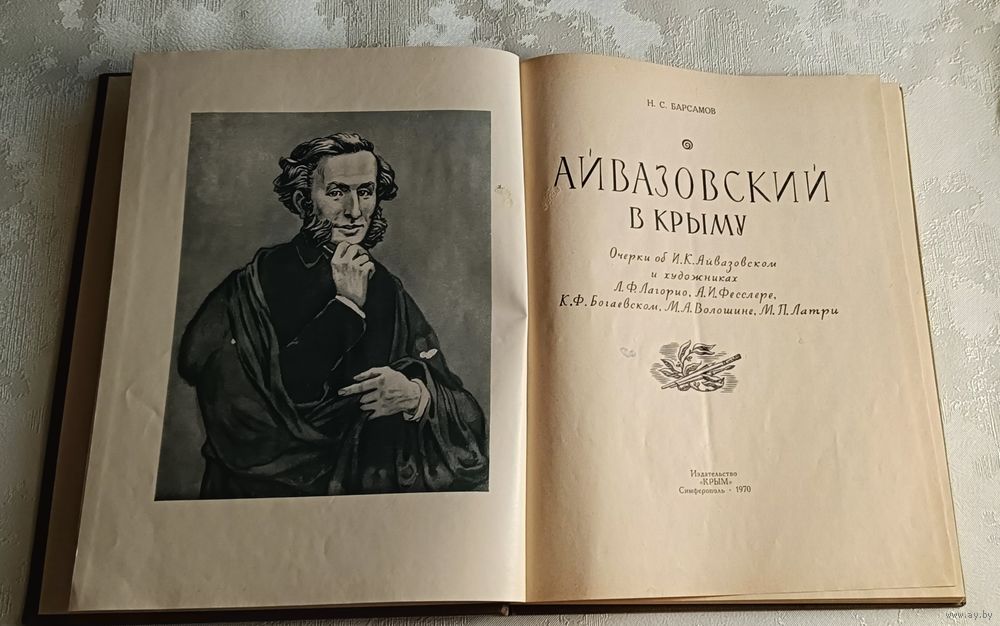 Н. С. БАРСАМОВ
АЙВАЗОВСКИЙ
В КРЫМУ
Очерки об И.К.Айвазовском
и художниках
Л.Ф.Лагорио, А.И.Фесслере,
К.Ф.Богаевском, М.А.Волошине, М.П.Латри
Издательство
«КРЫМ»
Симферополь - 1970
www.ay.by